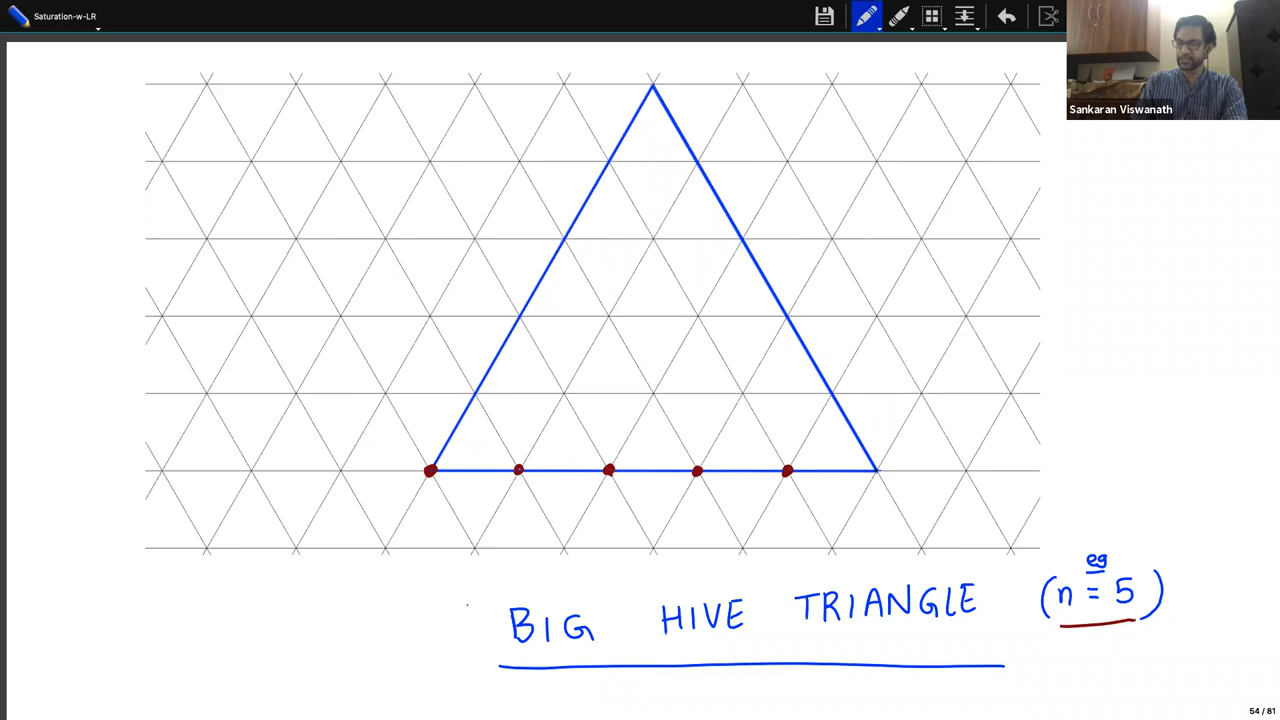 Saturation-w-LR
Sankaran Viswanath
eg
BIG HIVE TRIANGLE (n = 5)
54 / 81